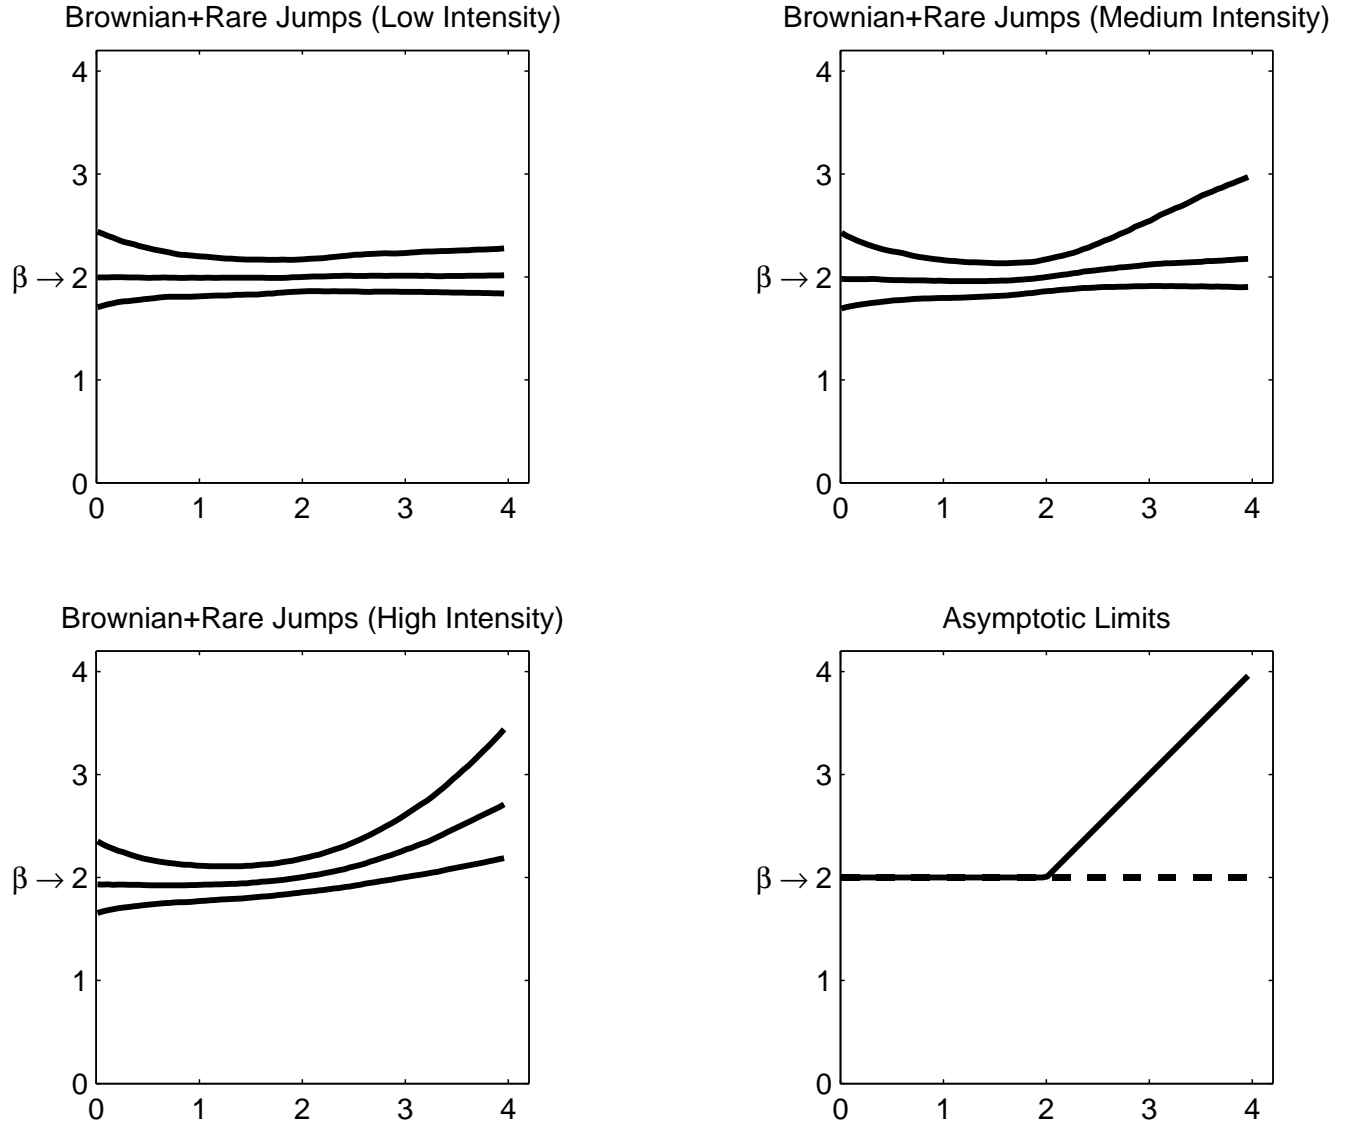 Brownian+Rare Jumps (Low Intensity)
4
3
β → 2
1
0
0 1 2 3 4
Brownian+Rare Jumps (Medium Intensity)
4
3
β → 2
1
0
0 1 2 3 4
Brownian+Rare Jumps (High Intensity)
4
3
β → 2
1
0
0 1 2 3 4
Asymptotic Limits
4
3
β → 2
1
0
0 1 2 3 4